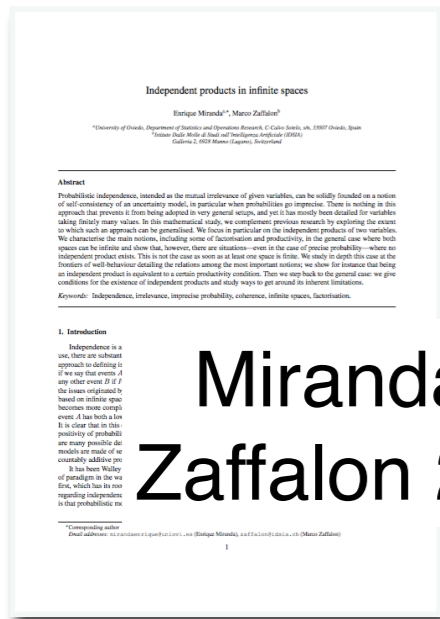 Independent products in infinite spaces
Enrique Miranda^a,*, Marco Zaffalon^b
^aUniversity of Oviedo, Department of Statistics and Operations Research, C-Calvo Sotelo, s/n, 33007 Oviedo, Spain
^bIstituto Dalle Molle di Studi sull'Intelligenza Artificiale (IDSIA)
Galleria 2, 6928 Manno (Lugano), Switzerland
Abstract
Probabilistic independence, intended as the mutual irrelevance of given variables, can be solidly founded on a notion
of self-consistency of an uncertainty model, in particular when probabilities go imprecise. There is nothing in this
approach that prevents it from being adopted in very general setups, and yet it has mostly been detailed for variables
taking finitely many values. In this mathematical study, we complement previous research by exploring the extent
to which such an approach can be generalised. We focus in particular on the independent products of two variables.
We characterise the main notions, including some of factorisation and productivity, in the general case where both
spaces can be infinite and show that, however, there are situations—even in the case of precise probability—where no
independent product exists. This is not the case as soon as at least one space is finite. We study in depth this case at the
frontiers of well-behaviour detailing the relations among the most important notions; we show for instance that being
an independent product is equivalent to a certain productivity condition. Then we step back to the general case: we give
conditions for the existence of independent products and study ways to get around its inherent limitations.
Keywords: Independence, irrelevance, imprecise probability, coherence, infinite spaces, factorisation.
1. Introduction
Independence is a
use, there are substant
approach to defining i
if we say that events A
any other event B if P
the issues originated b
based on infinite spac
becomes more compl
event A has both a low
It is clear that in this
positivity of probabili
are many possible de
models are made of se
countably additive pro
It has been Walley
of paradigm in the wa
first, which has its roo
regarding independenc
is that probabilistic mo
Miranda
Zaffalon 2
*Corresponding author
Email addresses: mirandaenrique@uniovi.es (Enrique Miranda), zaffalon@idsia.ch (Marco Zaffalon)
1